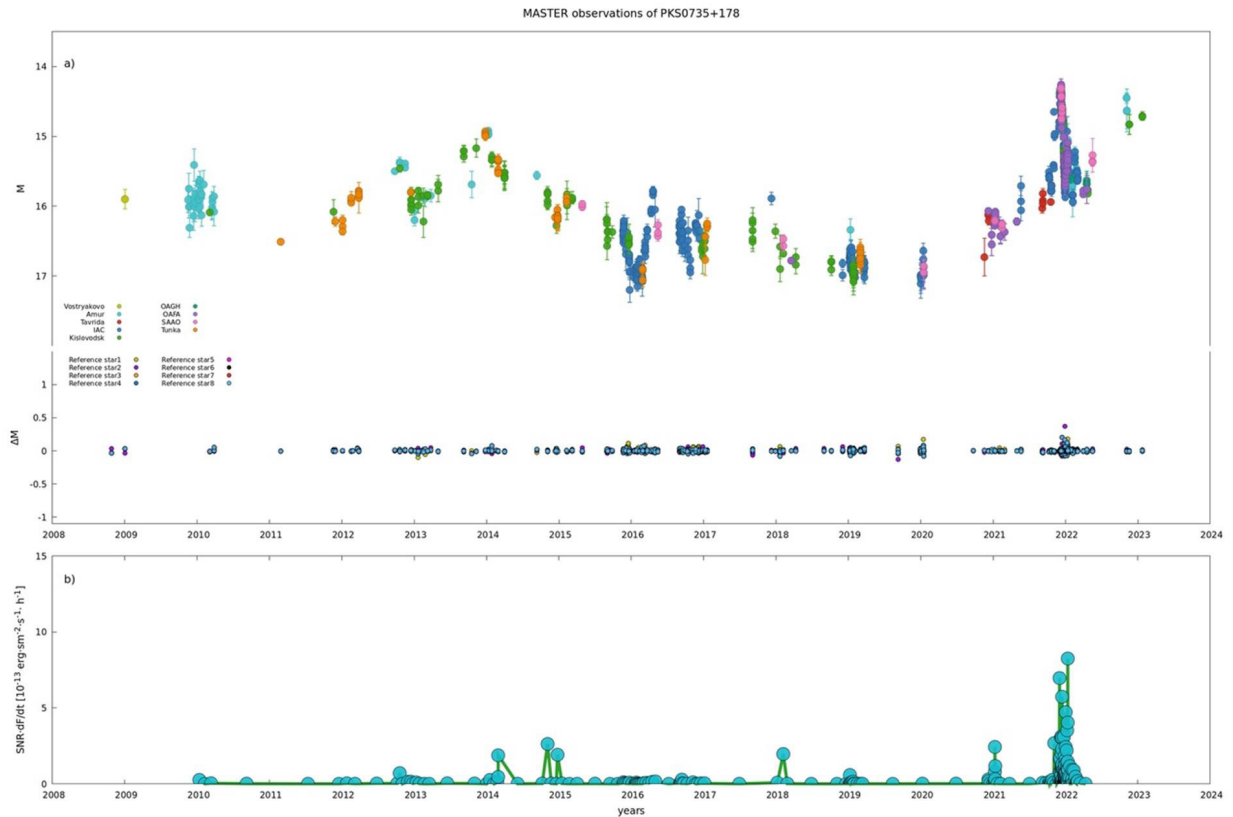 MASTER observations of PKS0735+178
a)
14
15
M
16
17
Vostryakovo OAGH
Amur OAFA
Tavrida SAAO
IAC Tunka
Kislovodsk
Reference star1 Reference star5
Reference star2 Reference star6
Reference star3 Reference star7
Reference star4 Reference star8
1
0.5
ΔM
0
-0.5
-1
2008 2009 2010 2011 2012 2013 2014 2015 2016 2017 2018 2019 2020 2021 2022 2023 2024
15
b)
10
SNR·dF/dt [10⁻¹³ erg·sm⁻²·s⁻¹· h⁻¹]
5
0
2008 2009 2010 2011 2012 2013 2014 2015 2016 2017 2018 2019 2020 2021 2022 2023 2024
years